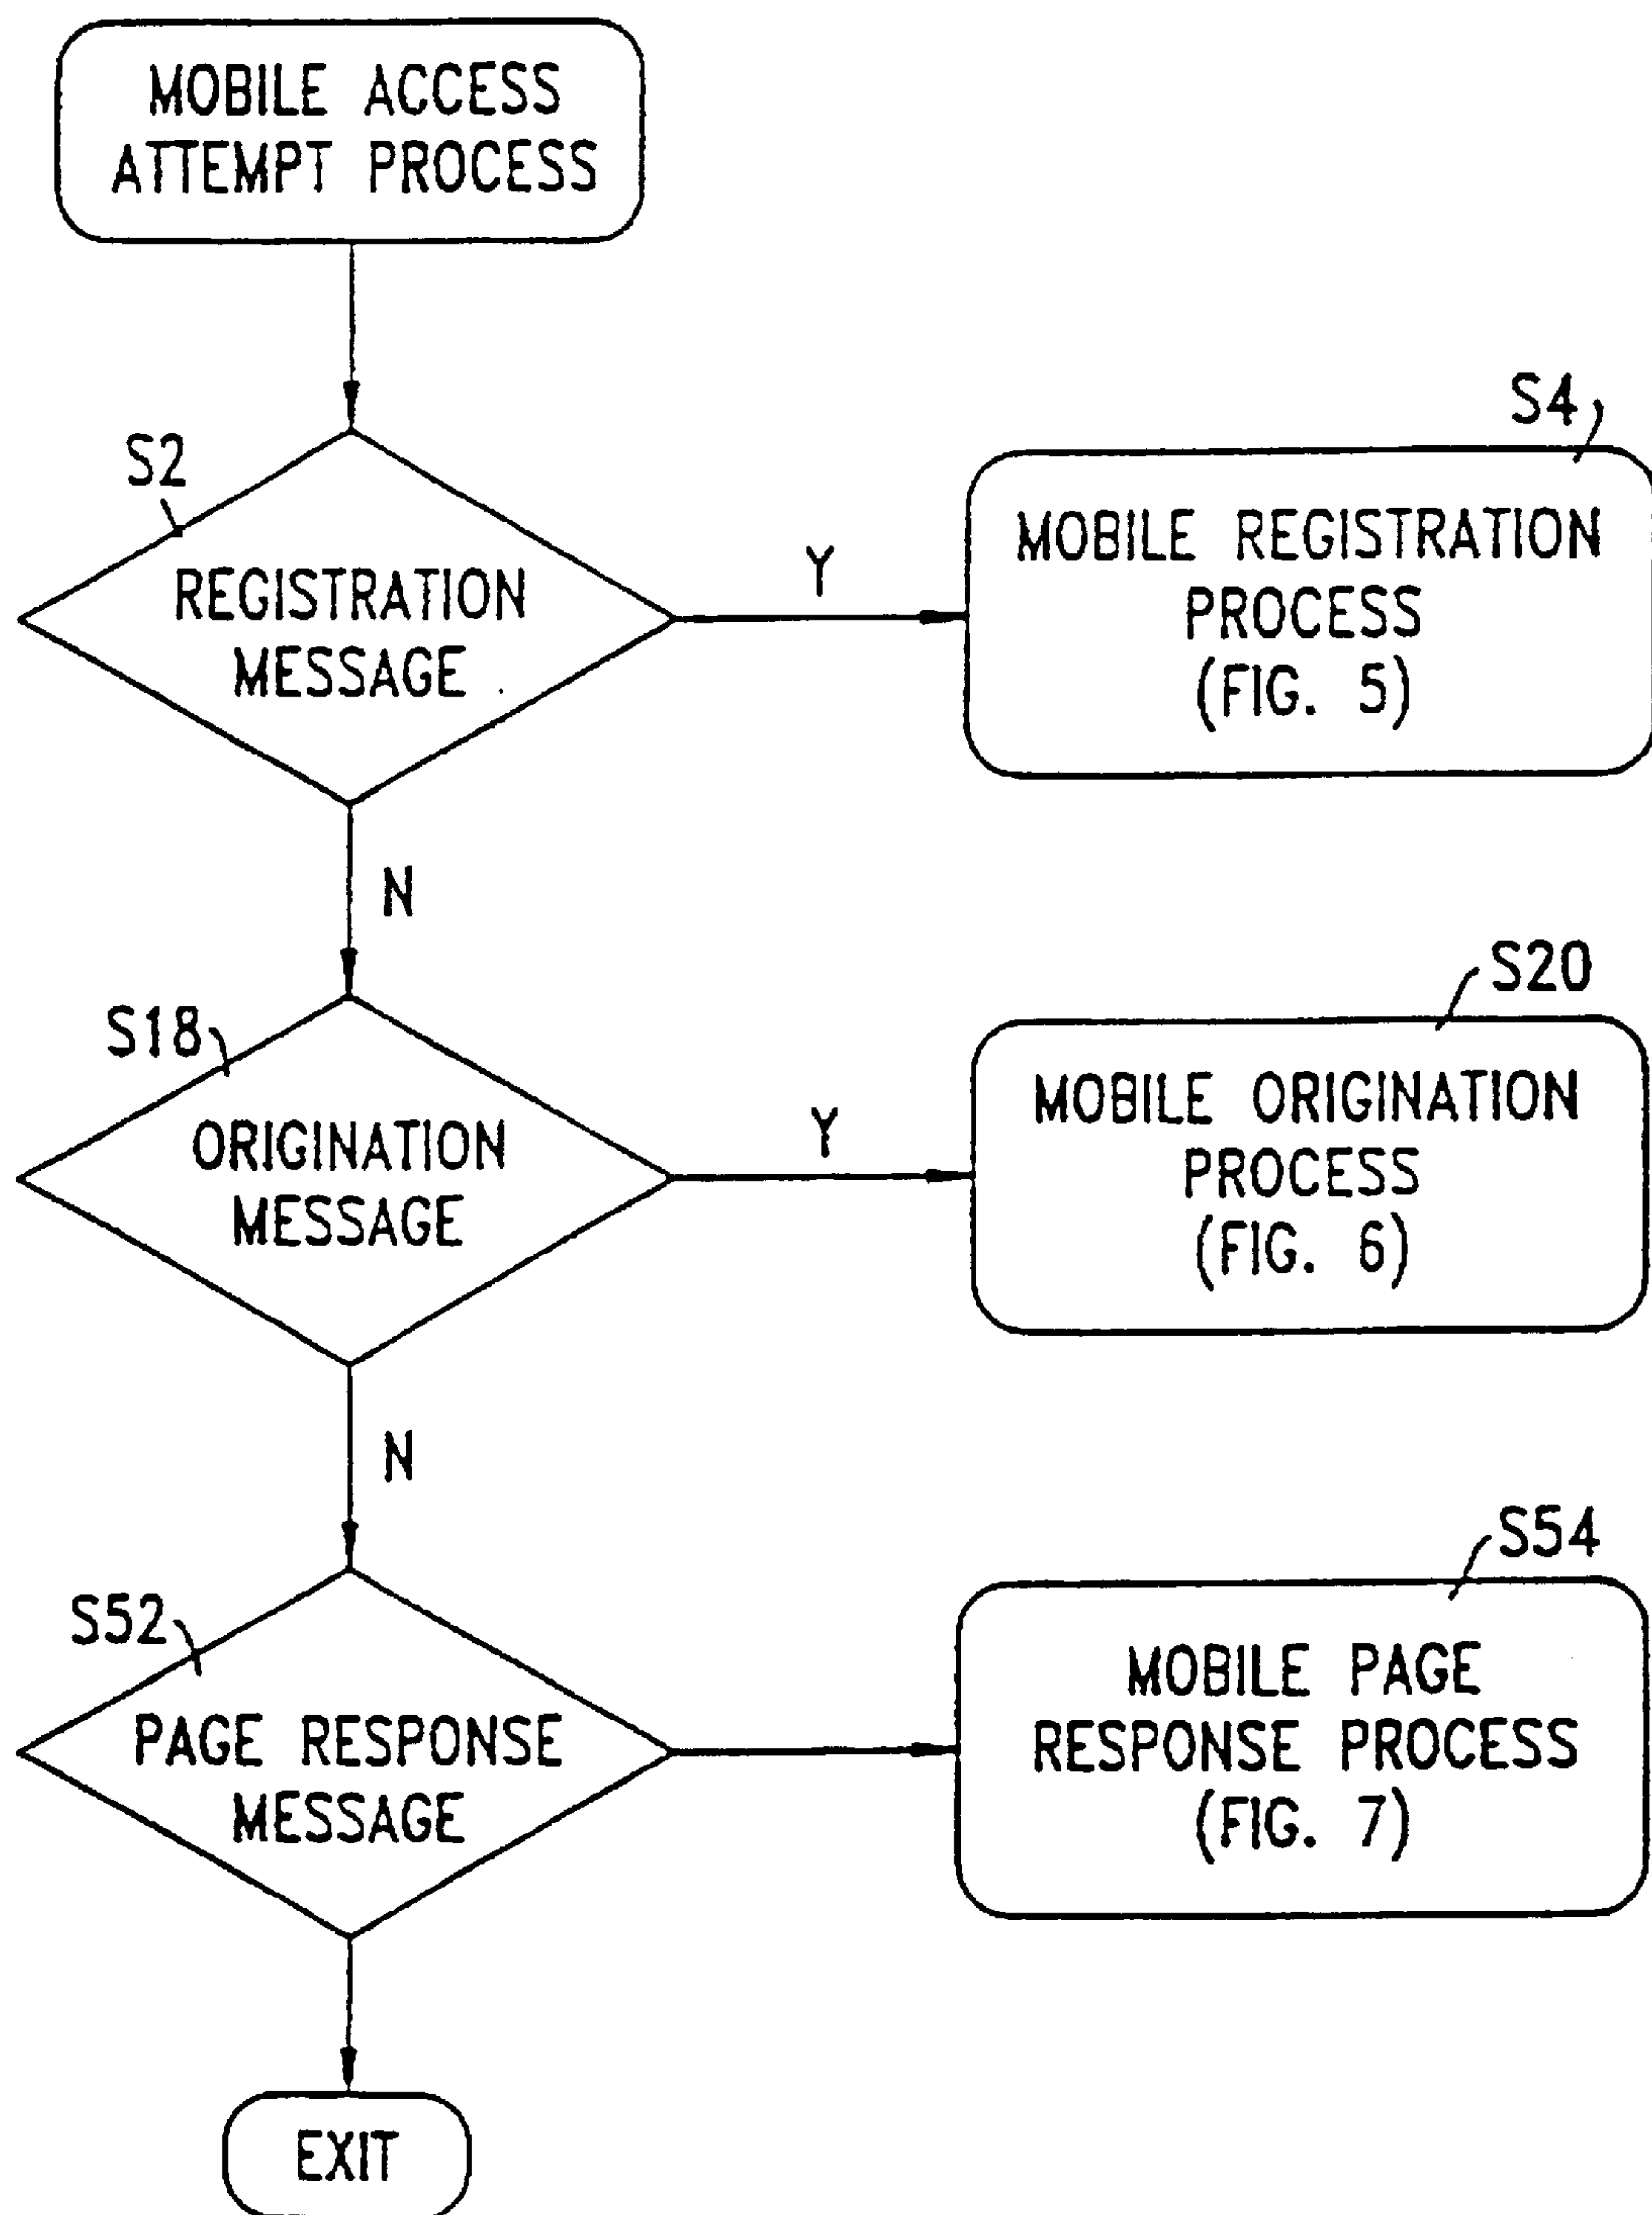 MOBILE ACCESS
ATTEMPT PROCESS
S2
REGISTRATION
MESSAGE
Y
S4
MOBILE REGISTRATION
PROCESS
(FIG. 5)
N
S18
ORIGINATION
MESSAGE
Y
S20
MOBILE ORIGINATION
PROCESS
(FIG. 6)
N
S52
PAGE RESPONSE
MESSAGE
S54
MOBILE PAGE
RESPONSE PROCESS
(FIG. 7)
EXIT